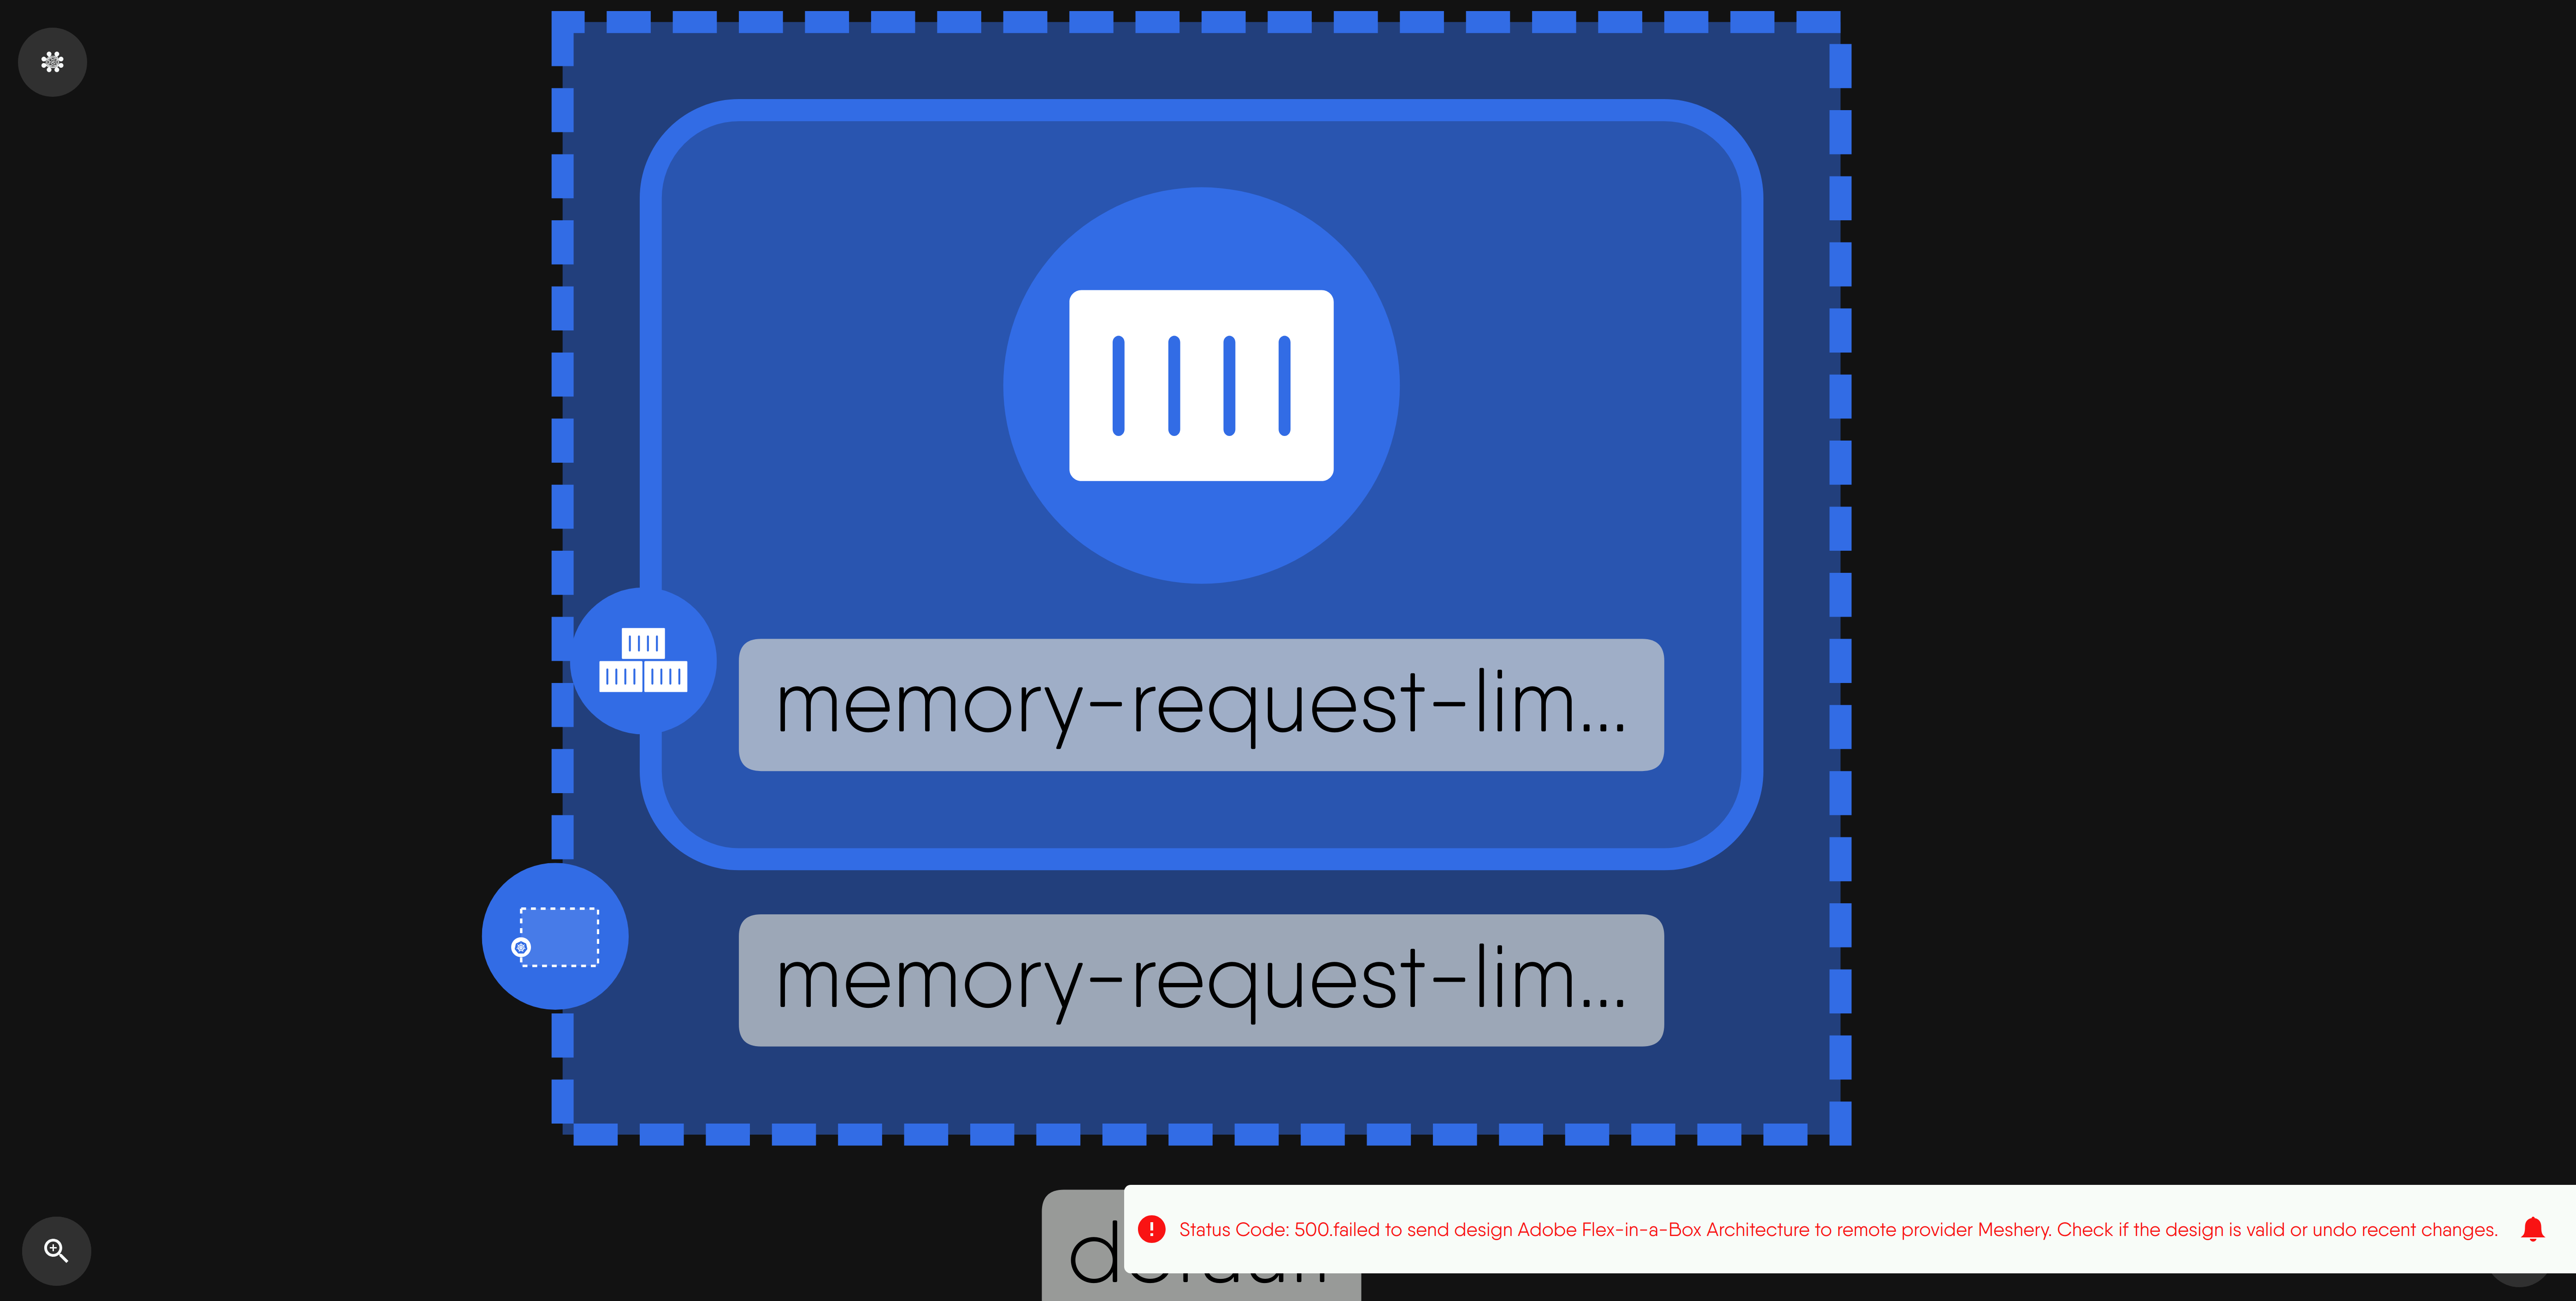 memory-request-lim...
memory-request-lim...
Status Code: 500.failed to send design Adobe Flex-in-a-Box Architecture to remote provider Meshery. Check if the design is valid or undo recent changes.